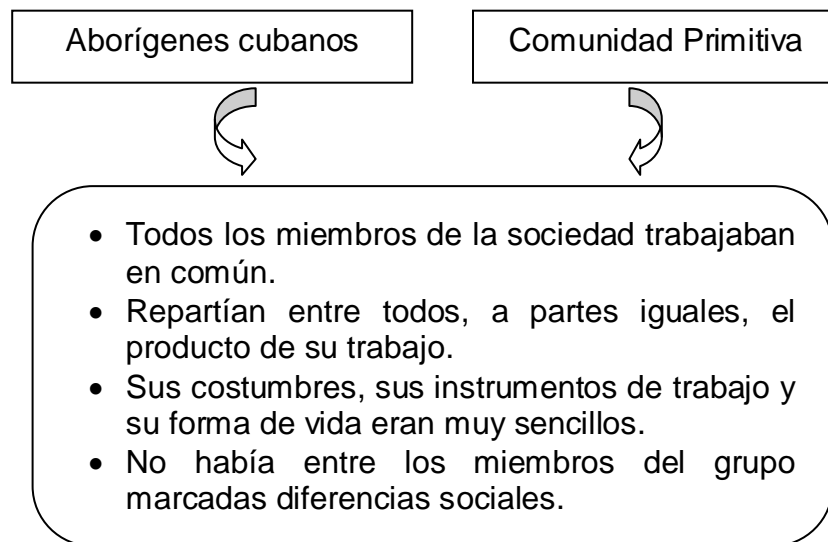 Aborígenes cubanos
Comunidad Primitiva
• Todos los miembros de la sociedad trabajaban
en común.
• Repartían entre todos, a partes iguales, el
producto de su trabajo.
• Sus costumbres, sus instrumentos de trabajo y
su forma de vida eran muy sencillos.
• No había entre los miembros del grupo
marcadas diferencias sociales.